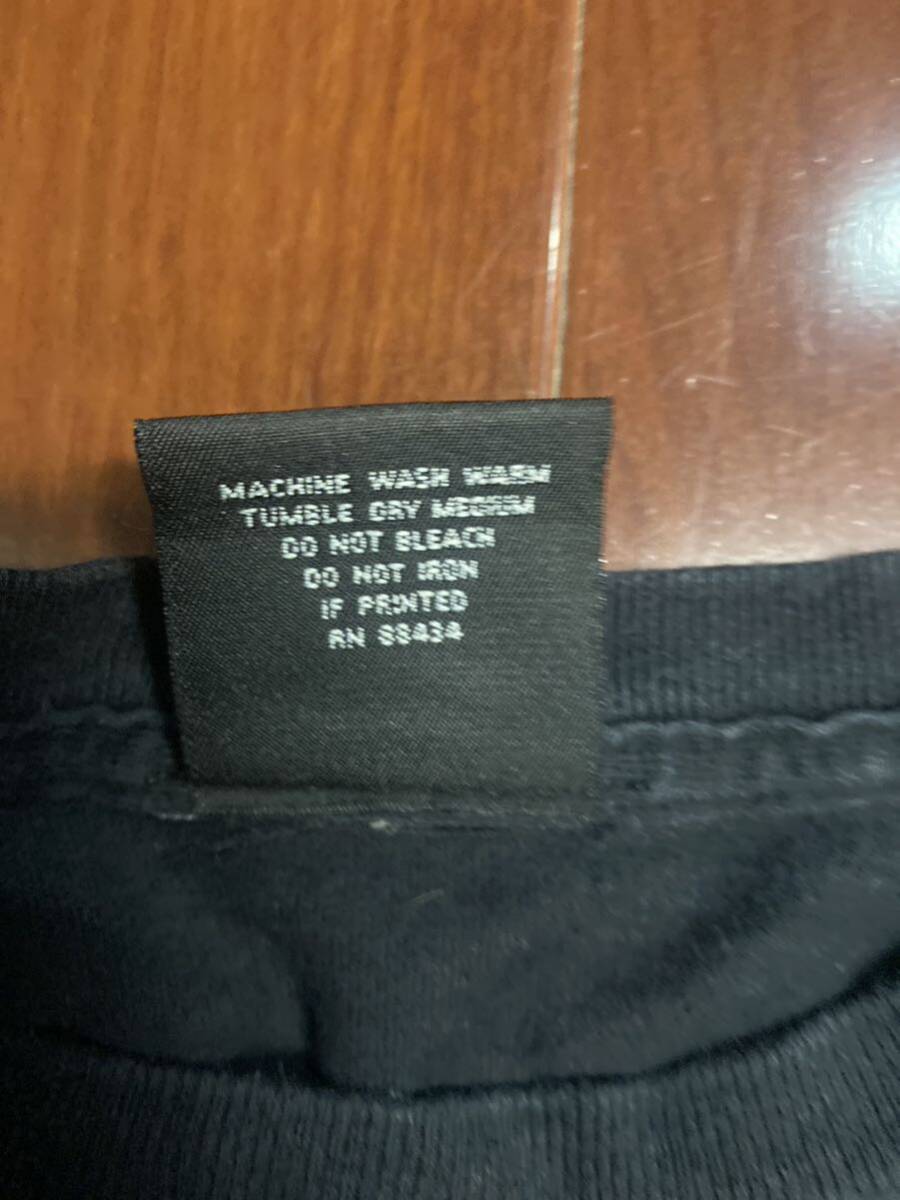 MACHINE WASH WARM
TUMBLE DRY MEDIUM
DO NOT BLEACH
DO NOT IRON
IF PRINTED
RN 88434